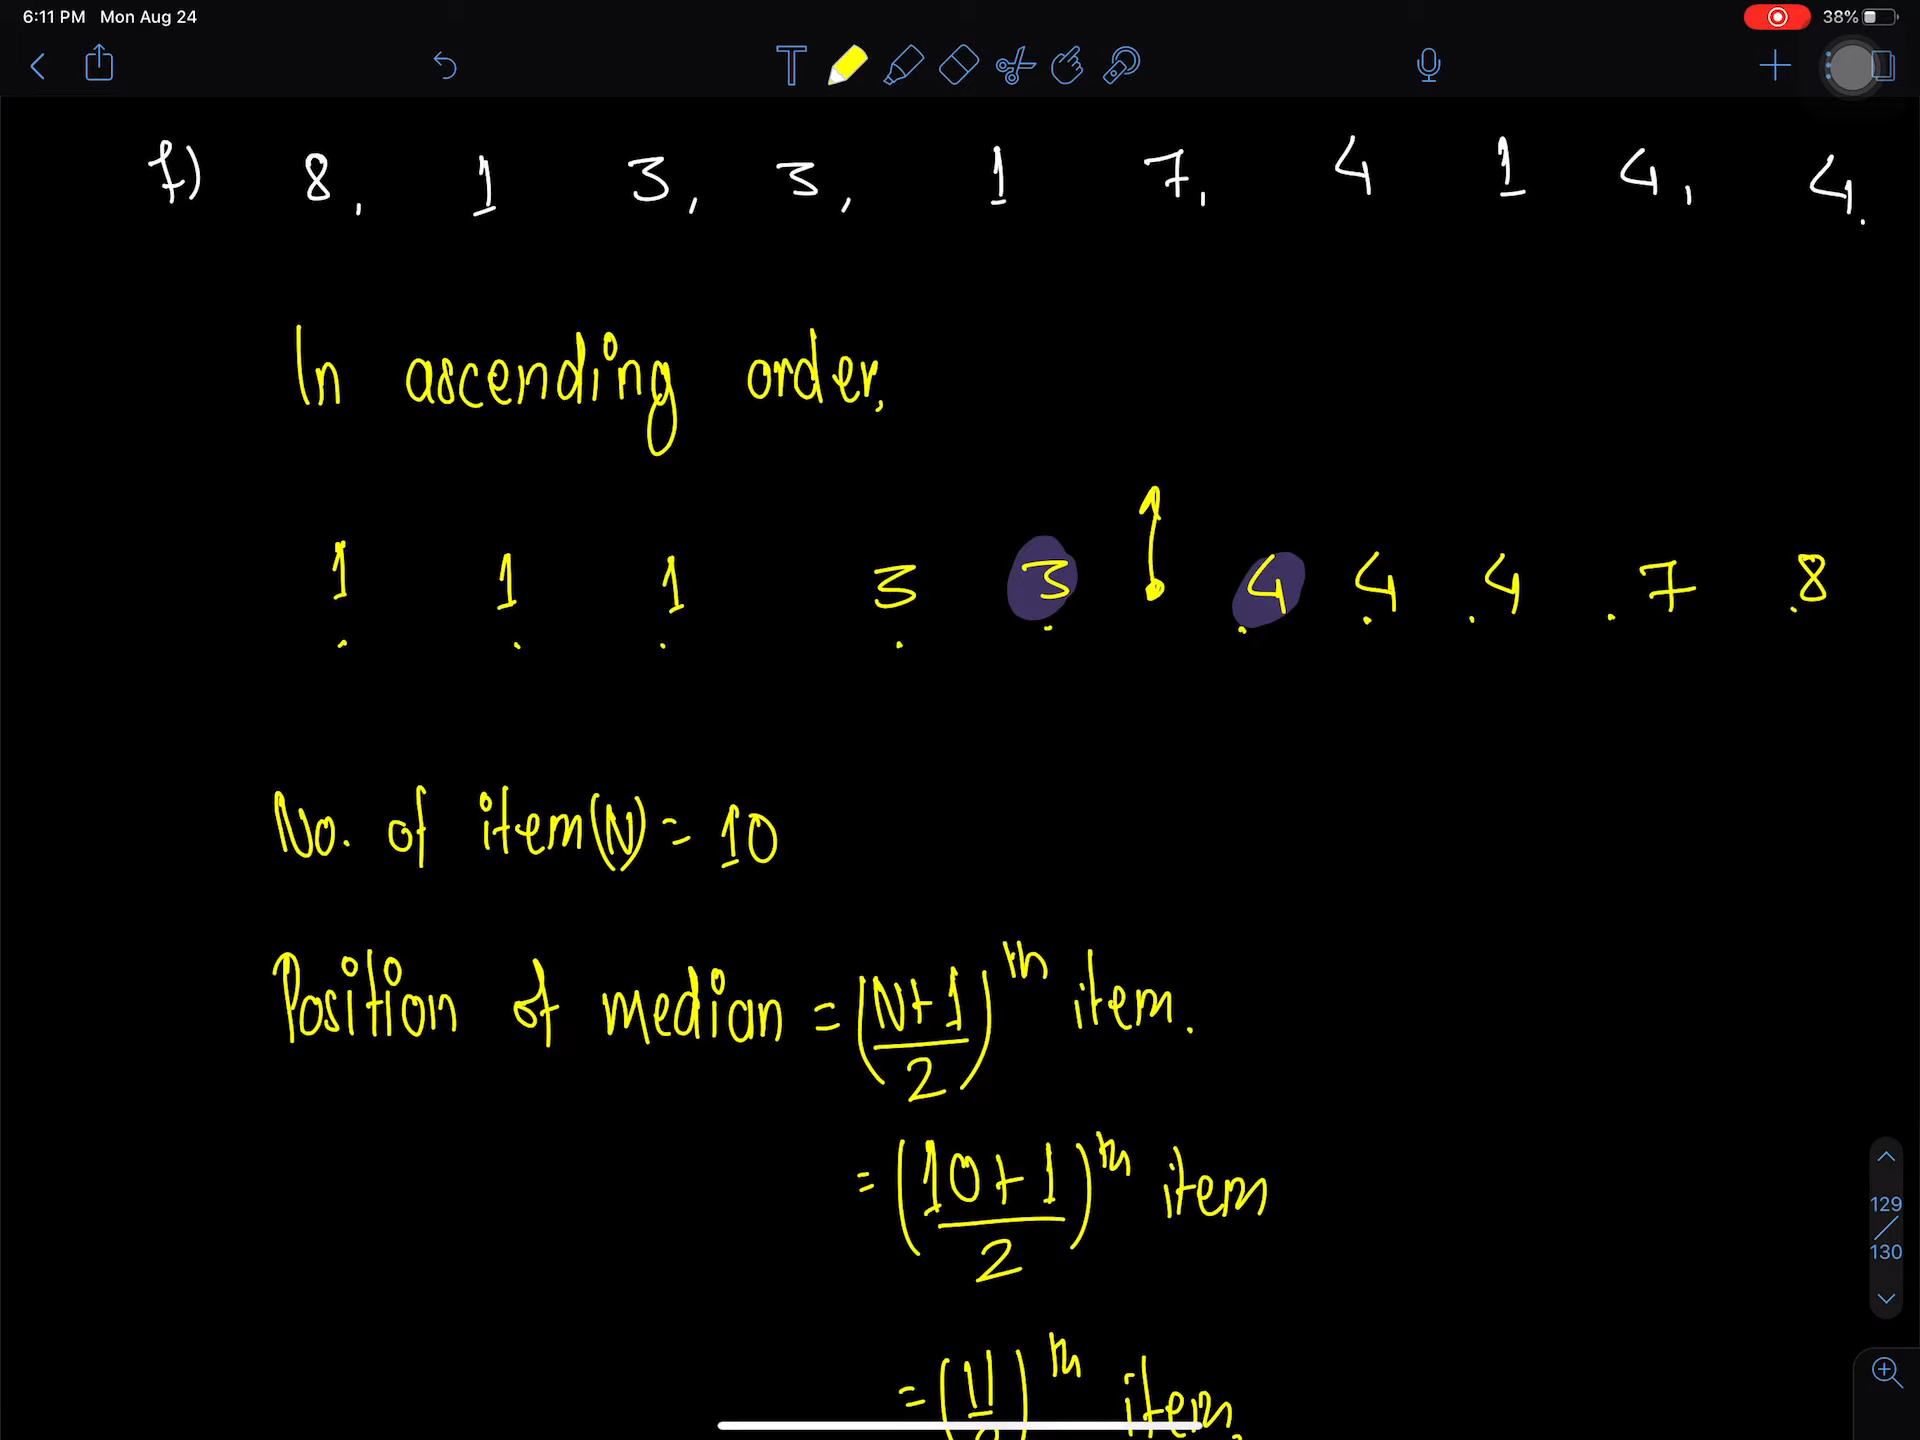 6:11 PM Mon Aug 24 38%
f) 8, 1 3, 3, 1 7, 4 1 4, 4.
In ascending order,
1 1 1 3 3 4 4 4 7 8
No. of item(N) = 10
Position of median = (N+1/2)th item.
= (10+1/2)th item
129
/
130
= (11/2)th item.